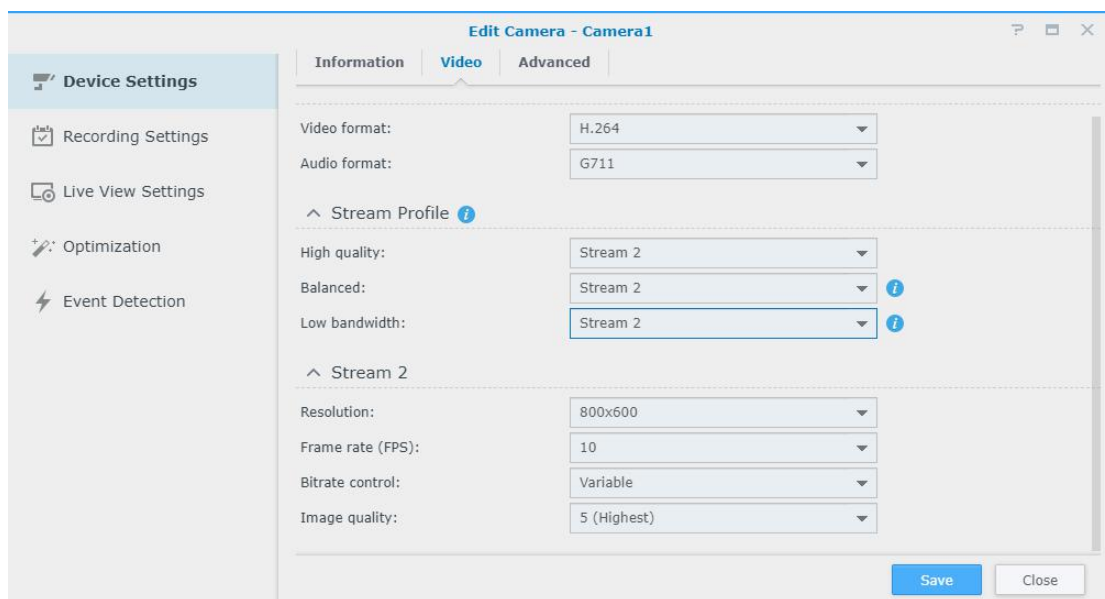 Edit Camera - Camera1
Device Settings
Recording Settings
Live View Settings
Optimization
Event Detection
Information Video Advanced
Video format: H.264
Audio format: G711
Stream Profile
High quality: Stream 2
Balanced: Stream 2
Low bandwidth: Stream 2
Stream 2
Resolution: 800x600
Frame rate (FPS): 10
Bitrate control: Variable
Image quality: 5 (Highest)
Save Close